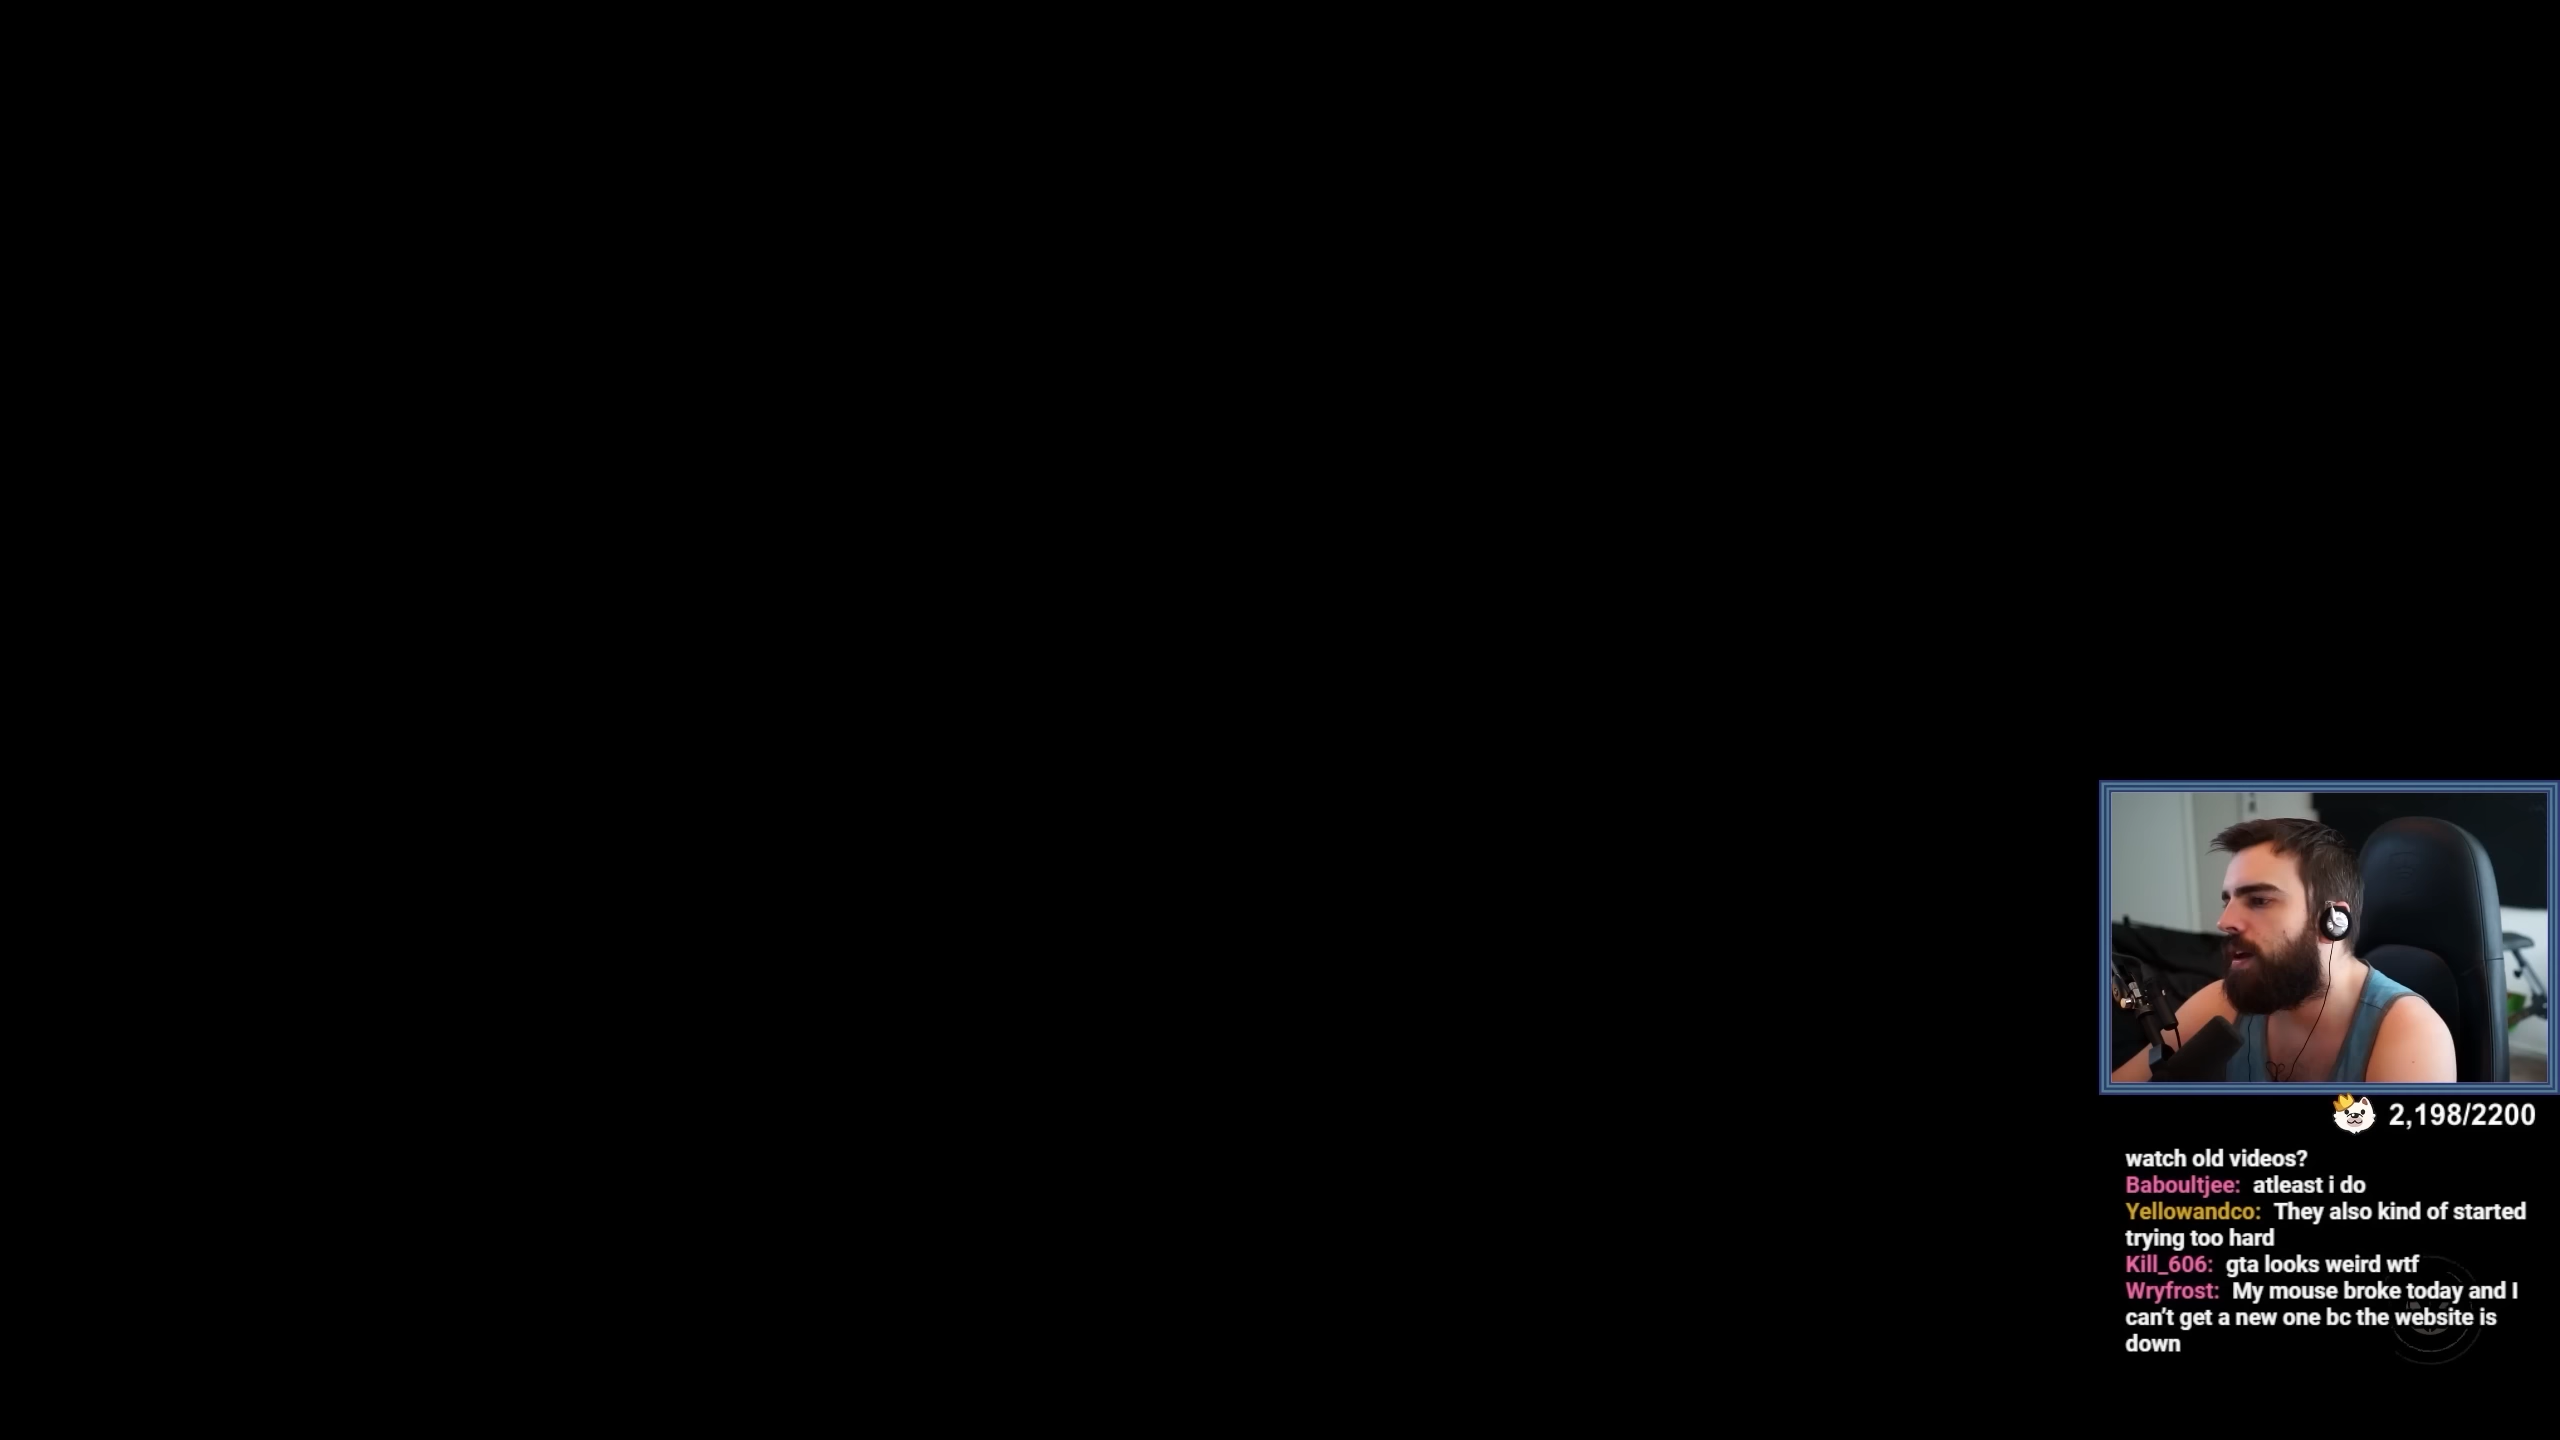 2,198/2200
watch old videos?
Baboultjee: atleast i do
Yellowandco: They also kind of started
trying too hard
Kill_606: gta looks weird wtf
Wryfrost: My mouse broke today and I
can't get a new one bc the website is
down